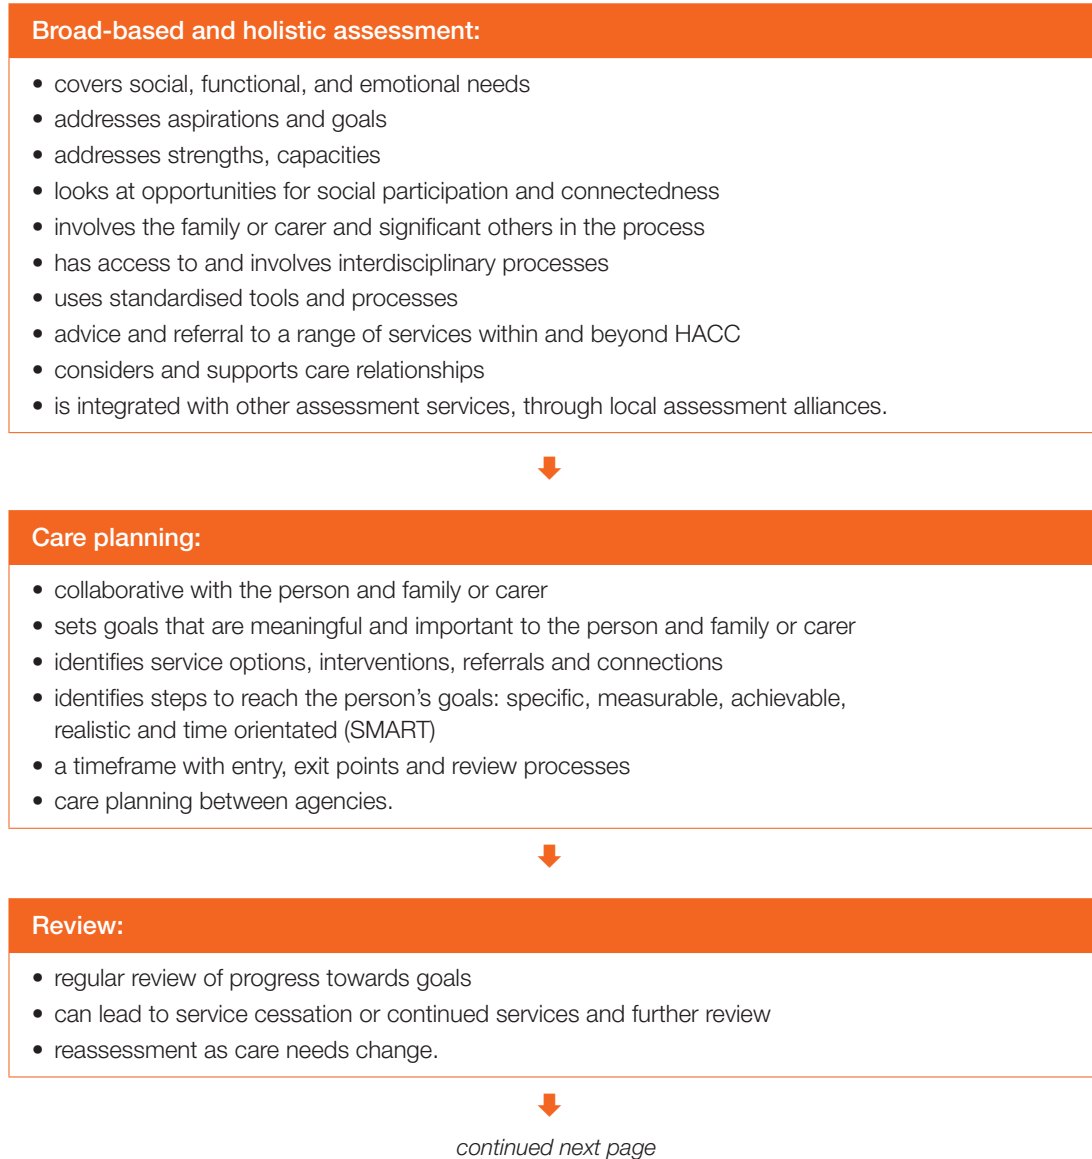 Broad-based and holistic assessment:
• covers social, functional, and emotional needs
• addresses aspirations and goals
• addresses strengths, capacities
• looks at opportunities for social participation and connectedness
• involves the family or carer and significant others in the process
• has access to and involves interdisciplinary processes
• uses standardised tools and processes
• advice and referral to a range of services within and beyond HACC
• considers and supports care relationships
• is integrated with other assessment services, through local assessment alliances.
Care planning:
• collaborative with the person and family or carer
• sets goals that are meaningful and important to the person and family or carer
• identifies service options, interventions, referrals and connections
• identifies steps to reach the person’s goals: specific, measurable, achievable,
realistic and time orientated (SMART)
• a timeframe with entry, exit points and review processes
• care planning between agencies.
Review:
• regular review of progress towards goals
• can lead to service cessation or continued services and further review
• reassessment as care needs change.
continued next page